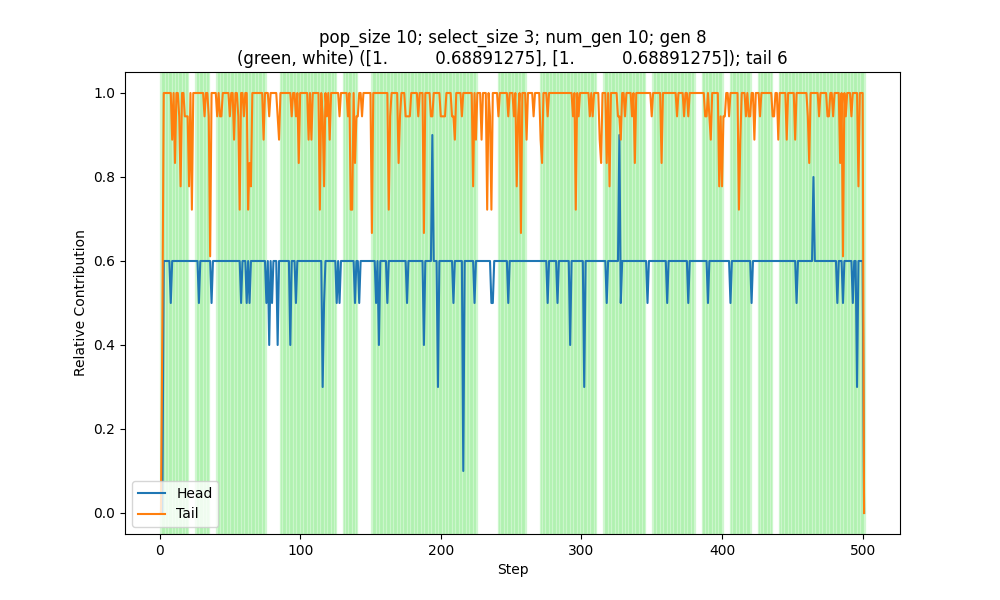 pop_size 10; select_size 3; num_gen 10; gen 8
(green, white) ([1. 0.68891275], [1. 0.68891275]); tail 6
1.0
0.8
0.6
0.4
0.2
0.0
Relative Contribution
Head
Tail
0 100 200 300 400 500
Step